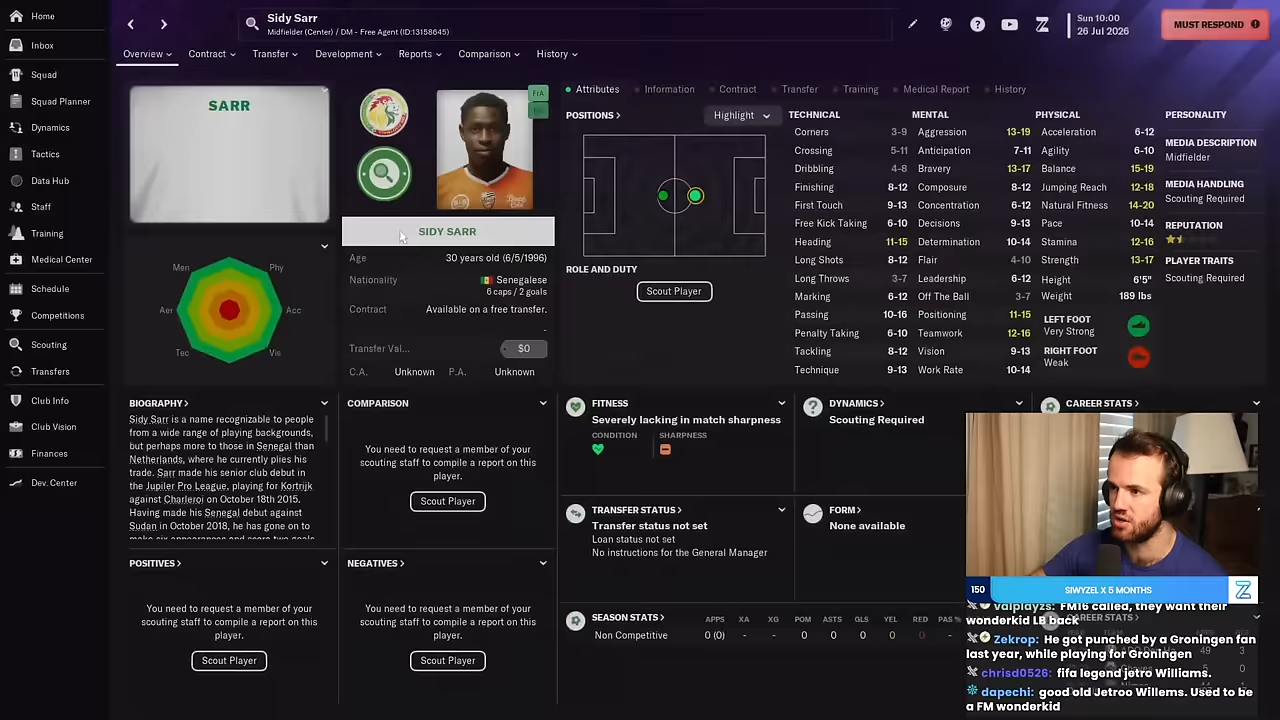 Home
Inbox
Squad
Squad Planner
Dynamics
Tactics
Data Hub
Staff
Training
Medical Center
Schedule
Competitions
Scouting
Transfers
Club Info
Club Vision
Finances
Dev. Center
Sidy Sarr
Midfielder (Center) / DM - Free Agent (ID:13158645)
Sun 10:00
26 Jul 2026
MUST RESPOND
Overview
Contract
Transfer
Development
Reports
Comparison
History
SARR
FrA
SIDY SARR
Age 30 years old (6/5/1996)
Nationality Senegalese
6 caps / 2 goals
Contract Available on a free transfer.
-
Transfer Val... $0
C.A. Unknown P.A. Unknown
Men Phy
Aer Acc
Tec Vis
Attributes
Information
Contract
Transfer
Training
Medical Report
History
POSITIONS >
Highlight
ROLE AND DUTY
Scout Player
TECHNICAL
Corners 3-9
Crossing 5-11
Dribbling 4-8
Finishing 8-12
First Touch 9-13
Free Kick Taking 6-10
Heading 11-15
Long Shots 8-12
Long Throws 3-7
Marking 6-12
Passing 10-16
Penalty Taking 6-10
Tackling 8-12
Technique 9-13
MENTAL
Aggression 13-19
Anticipation 7-11
Bravery 13-17
Composure 8-12
Concentration 6-12
Decisions 9-13
Determination 10-14
Flair 4-10
Leadership 6-12
Off The Ball 3-7
Positioning 11-15
Teamwork 12-16
Vision 9-13
Work Rate 10-14
PHYSICAL
Acceleration 6-12
Agility 6-10
Balance 15-19
Jumping Reach 12-18
Natural Fitness 14-20
Pace 10-14
Stamina 12-16
Strength 13-17
Height 6'5"
Weight 189 lbs
LEFT FOOT
Very Strong
RIGHT FOOT
Weak
PERSONALITY
MEDIA DESCRIPTION
Midfielder
MEDIA HANDLING
Scouting Required
REPUTATION
PLAYER TRAITS
Scouting Required
BIOGRAPHY >
Sidy Sarr is a name recognizable to people
from a wide range of playing backgrounds,
but perhaps more to those in Senegal than
Netherlands, where he currently plies his
trade. Sarr made his senior club debut in
the Jupiler Pro League, playing for Kortrijk
against Charleroi on October 18th 2015.
Having made his Senegal debut against
Sudan in October 2018, he has gone on to
make six appearances and score two goals
COMPARISON
You need to request a member of your
scouting staff to compile a report on this
player.
Scout Player
POSITIVES >
You need to request a member of your
scouting staff to compile a report on this
player.
Scout Player
NEGATIVES >
You need to request a member of your
scouting staff to compile a report on this
player.
Scout Player
FITNESS
Severely lacking in match sharpness
CONDITION SHARPNESS
DYNAMICS >
Scouting Required
CAREER STATS >
TRANSFER STATUS >
Transfer status not set
Loan status not set
No instructions for the General Manager
FORM >
None available
SEASON STATS >
APPS XA XG POM ASTS GLS YEL RED PAS %
Non Competitive 0 (0) - - 0 0 0 0 0 -
150 SIWYZEL X 5 MONTHS
Valplayzs: FM16 called, they want their
wonderkid LB back
Zekrop: He got punched by a Groningen fan
last year, while playing for Groningen
chrisd0526: fifa legend jetro Williams.
dapechi: good old Jetroo Willems. Used to be
a FM wonderkid